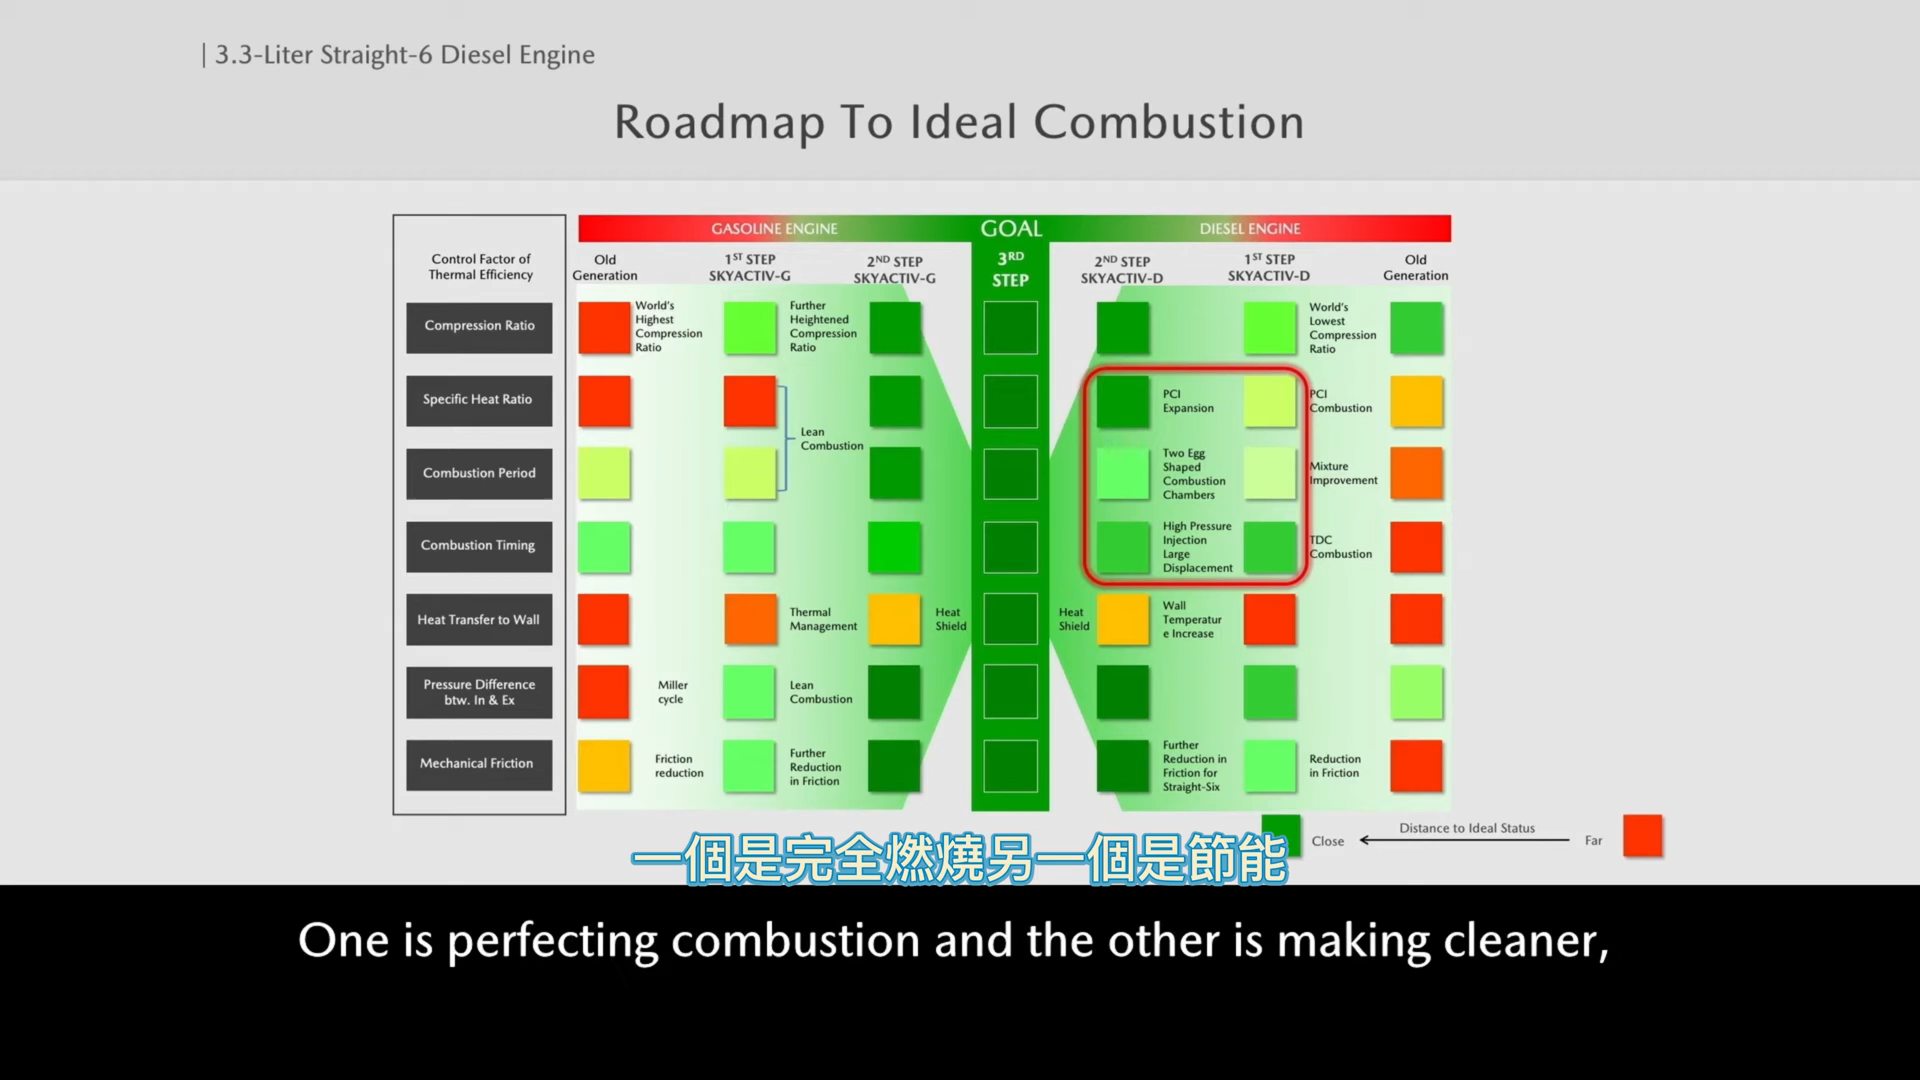 | 3.3-Liter Straight-6 Diesel Engine
Roadmap To Ideal Combustion
GASOLINE ENGINE
GOAL
DIESEL ENGINE
Control Factor of
Thermal Efficiency
Old
Generation
1ST STEP
SKYACTIV-G
2ND STEP
SKYACTIV-G
3RD
STEP
2ND STEP
SKYACTIV-D
1ST STEP
SKYACTIV-D
Old
Generation
Compression Ratio
World's
Highest
Compression
Ratio
Further
Heightened
Compression
Ratio
World's
Lowest
Compression
Ratio
Specific Heat Ratio
Lean
Combustion
PCI
Expansion
PCI
Combustion
Combustion Period
Two Egg
Shaped
Combustion
Chambers
Mixture
Improvement
Combustion Timing
High Pressure
Injection
Large
Displacement
TDC
Combustion
Heat Transfer to Wall
Thermal
Management
Heat
Shield
Heat
Shield
Wall
Temperatur
e Increase
Pressure Difference
btw. In & Ex
Miller
cycle
Lean
Combustion
Mechanical Friction
Friction
reduction
Further
Reduction
in Friction
Further
Reduction in
Friction for
Straight-Six
Reduction
in Friction
Close
Distance to Ideal Status
Far
一個是完全燃燒另一個是節能
One is perfecting combustion and the other is making cleaner,